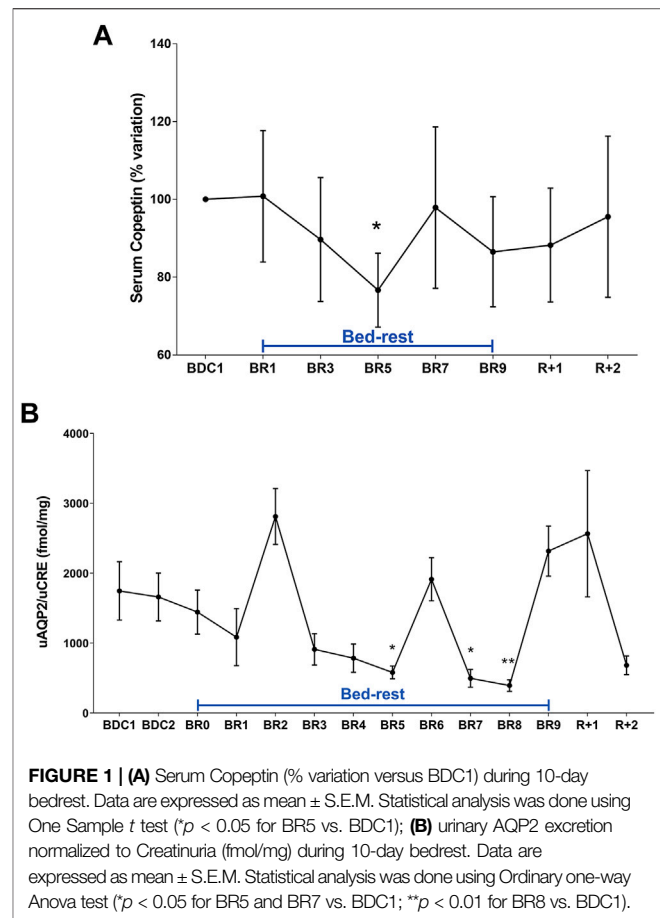 A
140
120
100
80
60
Serum Copeptin (% variation)
*
Bed-rest
BDC1 BR1 BR3 BR5 BR7 BR9 R+1 R+2
B
4000
3000
2000
1000
0
uAQP2/uCRE (fmol/mg)
* * **
Bed-rest
BDC1 BDC2 BR0 BR1 BR2 BR3 BR4 BR5 BR6 BR7 BR8 BR9 R+1 R+2
FIGURE 1 | (A) Serum Copeptin (% variation versus BDC1) during 10-day
bedrest. Data are expressed as mean ± S.E.M. Statistical analysis was done using
One Sample t test (*p < 0.05 for BR5 vs. BDC1); (B) urinary AQP2 excretion
normalized to Creatinuria (fmol/mg) during 10-day bedrest. Data are
expressed as mean ± S.E.M. Statistical analysis was done using Ordinary one-way
Anova test (*p < 0.05 for BR5 and BR7 vs. BDC1; **p < 0.01 for BR8 vs. BDC1).